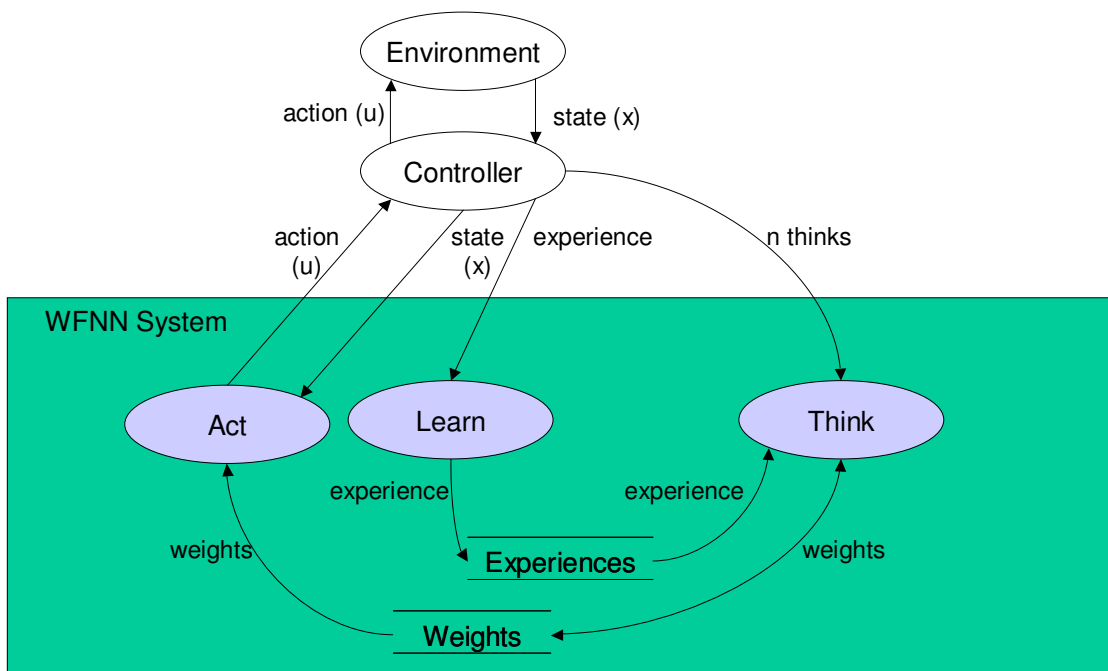 Environment
action (u)
state (x)
Controller
action
(u)
state
(x)
experience
n thinks
WFNN System
Act
Learn
Think
experience
experience
weights
Experiences
weights
Weights